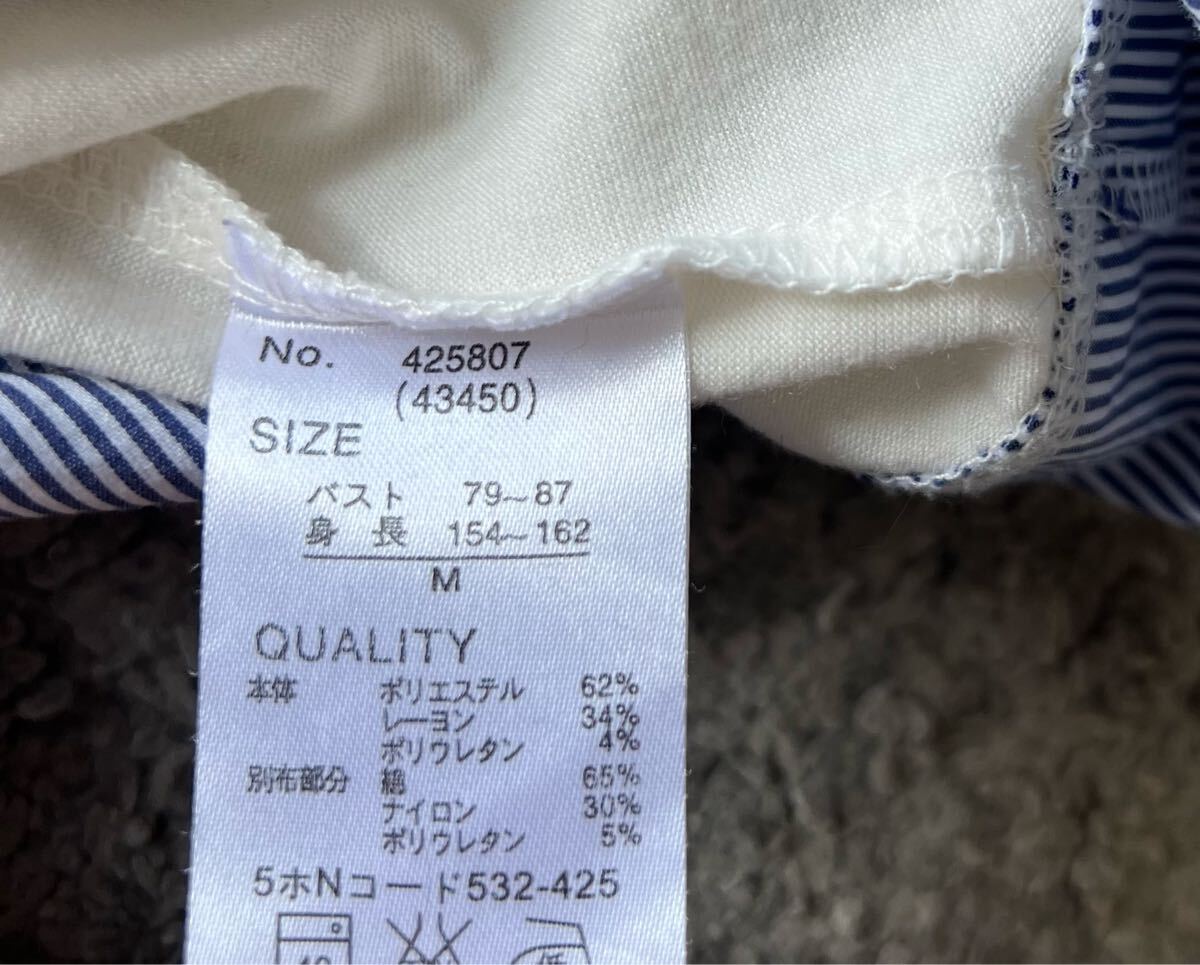 No. 425807
(43450)
SIZE
バスト 79~87
身長 154~162
M
QUALITY
本体 ポリエステル 62%
レーヨン 34%
ポリウレタン 4%
別布部分 綿 65%
ナイロン 30%
ポリウレタン 5%
5ホNコード532-425
40
低